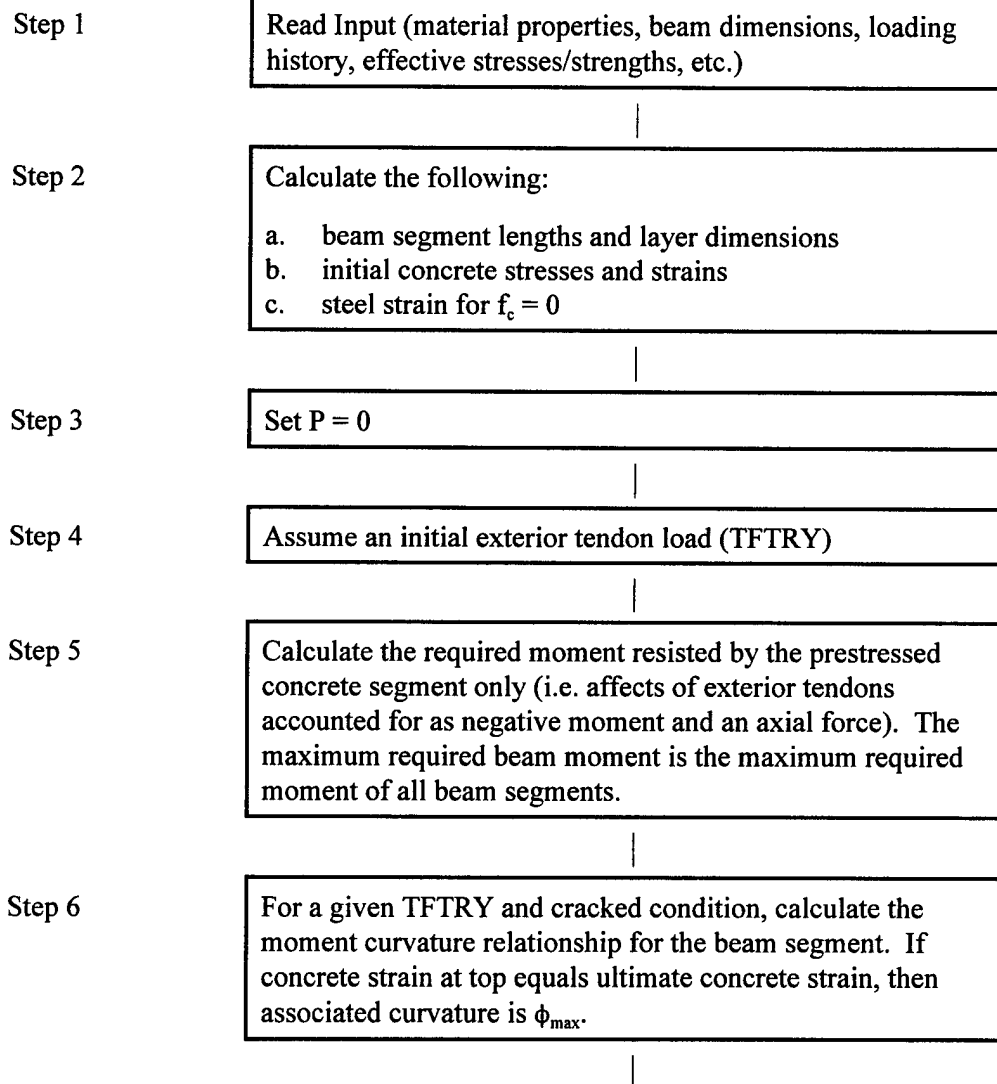 Step 1
Read Input (material properties, beam dimensions, loading
history, effective stresses/strengths, etc.)
Step 2
Calculate the following:
a. beam segment lengths and layer dimensions
b. initial concrete stresses and strains
c. steel strain for f_c = 0
Step 3
Set P = 0
Step 4
Assume an initial exterior tendon load (TFTRY)
Step 5
Calculate the required moment resisted by the prestressed
concrete segment only (i.e. affects of exterior tendons
accounted for as negative moment and an axial force). The
maximum required beam moment is the maximum required
moment of all beam segments.
Step 6
For a given TFTRY and cracked condition, calculate the
moment curvature relationship for the beam segment. If
concrete strain at top equals ultimate concrete strain, then
associated curvature is ϕ_max.